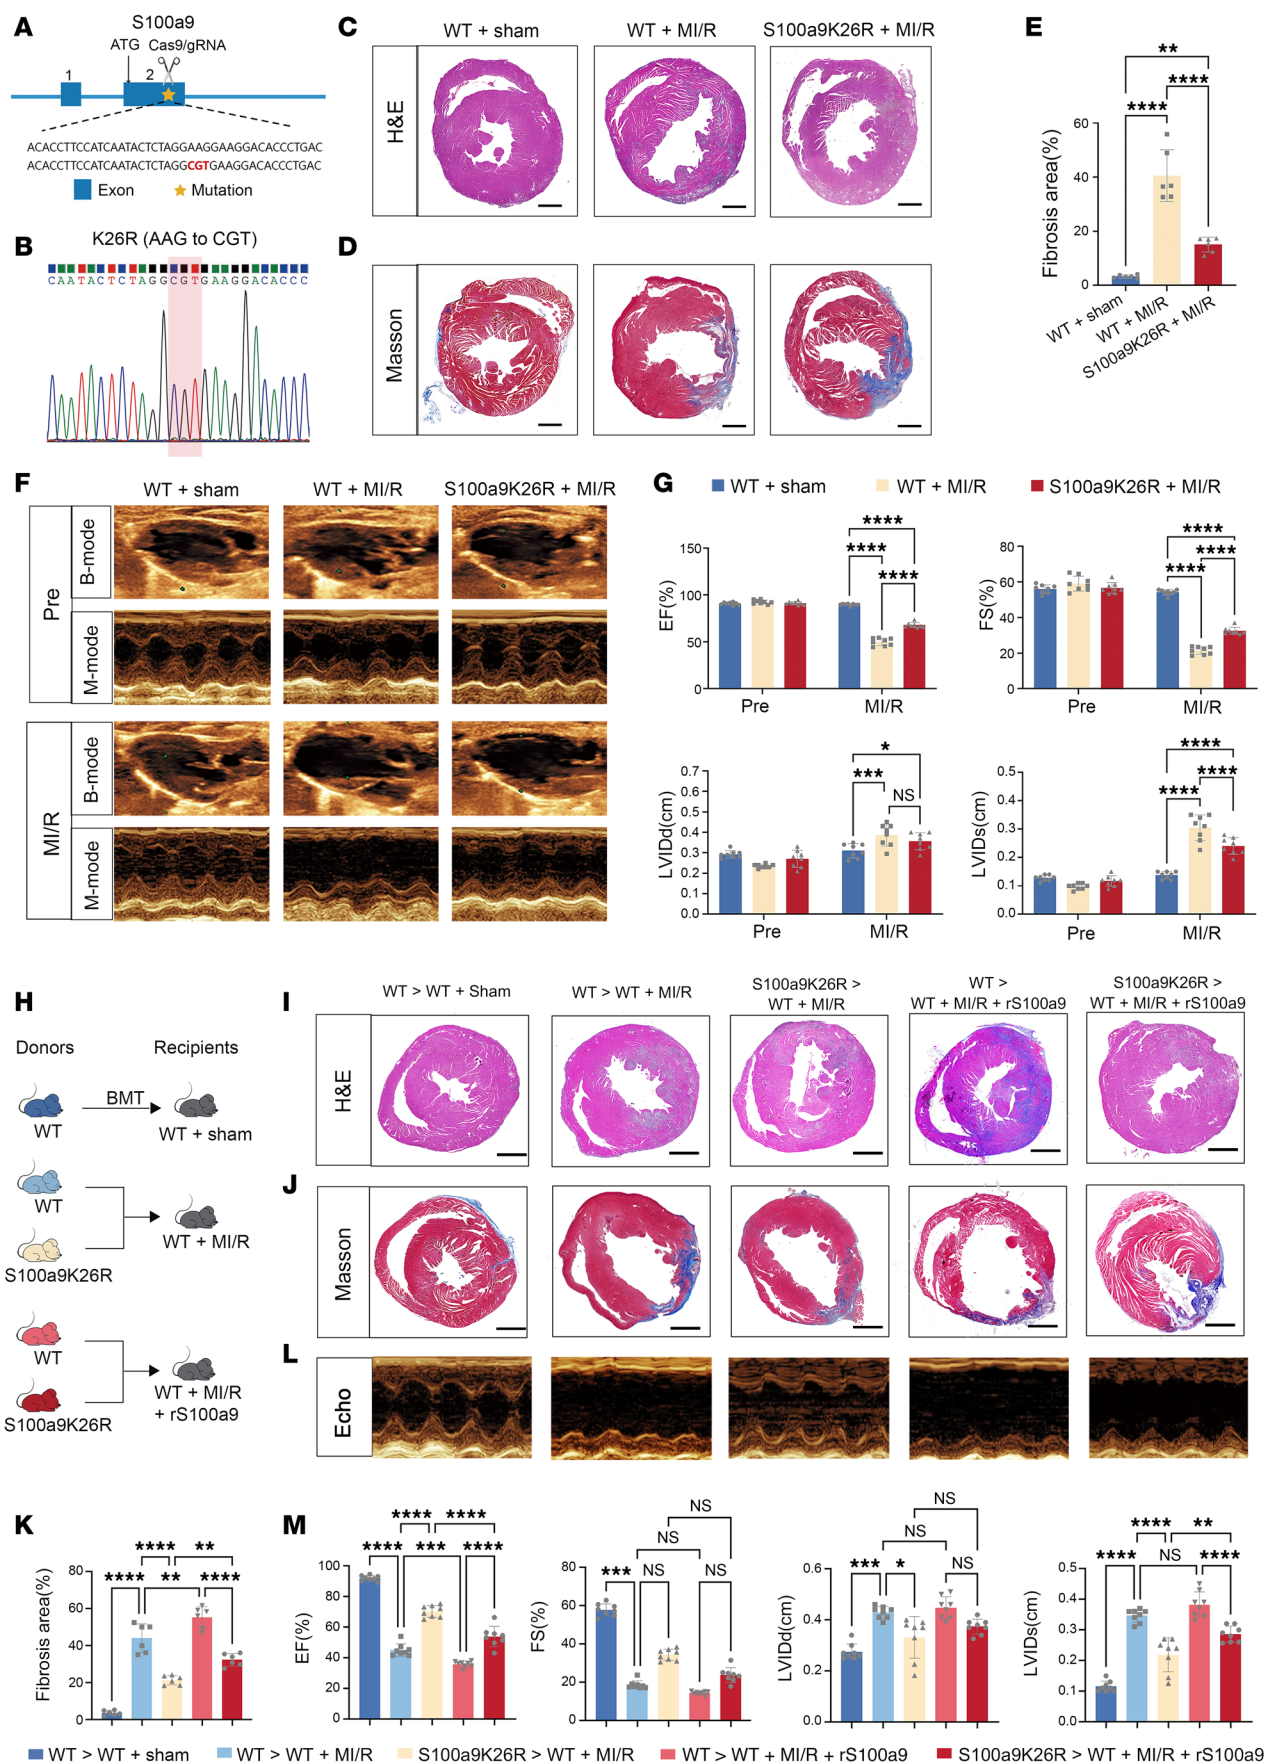 A
S100a9
ATG Cas9/gRNA
1
2
ACACCTTCCATCAATACTCTAGGAAGGAAGGACACCCTGAC
ACACCTTCCATCAATACTCTAGGCGTGAAGGACACCCTGAC
Exon
Mutation
B
K26R (AAG to CGT)
CAATACTCTAGGCGTGAAGGACACCC
C
WT + sham
WT + MI/R
S100a9K26R + MI/R
H&E
D
Masson
E
**
****
****
Fibrosis area(%)
60
40
20
0
WT + sham
WT + MI/R
S100a9K26R + MI/R
F
WT + sham
WT + MI/R
S100a9K26R + MI/R
Pre
B-mode
M-mode
MI/R
B-mode
M-mode
G
WT + sham
WT + MI/R
S100a9K26R + MI/R
EF(%)
150
100
50
0
****
****
****
Pre
MI/R
FS(%)
80
60
40
20
0
****
****
****
Pre
MI/R
LVIDd(cm)
0.7
0.6
0.5
0.4
0.3
0.2
0.1
0.0
*
***
NS
Pre
MI/R
LVIDs(cm)
0.5
0.4
0.3
0.2
0.1
0.0
****
****
****
Pre
MI/R
H
Donors
Recipients
BMT
WT
WT + sham
WT
WT + MI/R
S100a9K26R
WT
WT + MI/R
+ rS100a9
S100a9K26R
I
WT > WT + Sham
WT > WT + MI/R
S100a9K26R >
WT + MI/R
WT >
WT + MI/R + rS100a9
S100a9K26R >
WT + MI/R + rS100a9
H&E
J
Masson
L
Echo
K
Fibrosis area(%)
80
60
40
20
0
**** **
**** ** ****
M
EF(%)
100
80
60
40
20
0
**** ****
**** *** ****
FS(%)
80
60
40
20
0
NS
NS
*** NS NS
LVIDd(cm)
0.6
0.4
0.2
0.0
NS
NS
*** * NS
LVIDs(cm)
0.5
0.4
0.3
0.2
0.1
0.0
**** **
**** NS ****
WT > WT + sham
WT > WT + MI/R
S100a9K26R > WT + MI/R
WT > WT + MI/R + rS100a9
S100a9K26R > WT + MI/R + rS100a9